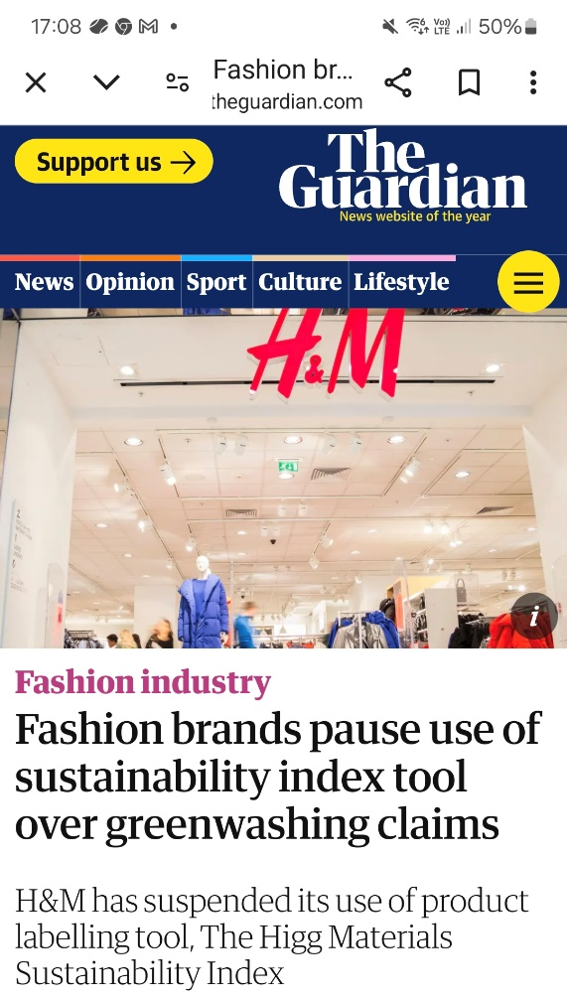 17:08
Vo))
LTE
50%
Fashion br...
theguardian.com
Support us →
The
Guardian
News website of the year
News Opinion Sport Culture Lifestyle
H&M
i
Fashion industry
Fashion brands pause use of
sustainability index tool
over greenwashing claims
H&M has suspended its use of product
labelling tool, The Higg Materials
Sustainability Index